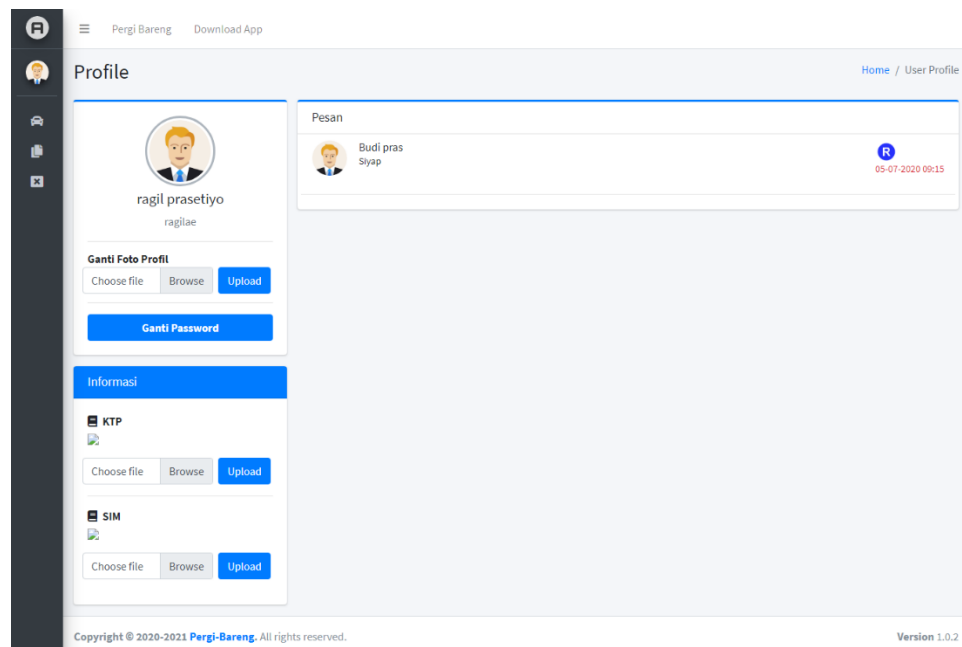 Pergi Bareng Download App
Profile
Home / User Profile
ragil prasetiyo
ragilae
Ganti Foto Profil
Choose file Browse Upload
Ganti Password
Informasi
KTP
Choose file Browse Upload
SIM
Choose file Browse Upload
Pesan
Budi pras
Siyap
R
05-07-2020 09:15
Copyright © 2020-2021 Pergi-Bareng. All rights reserved.
Version 1.0.2